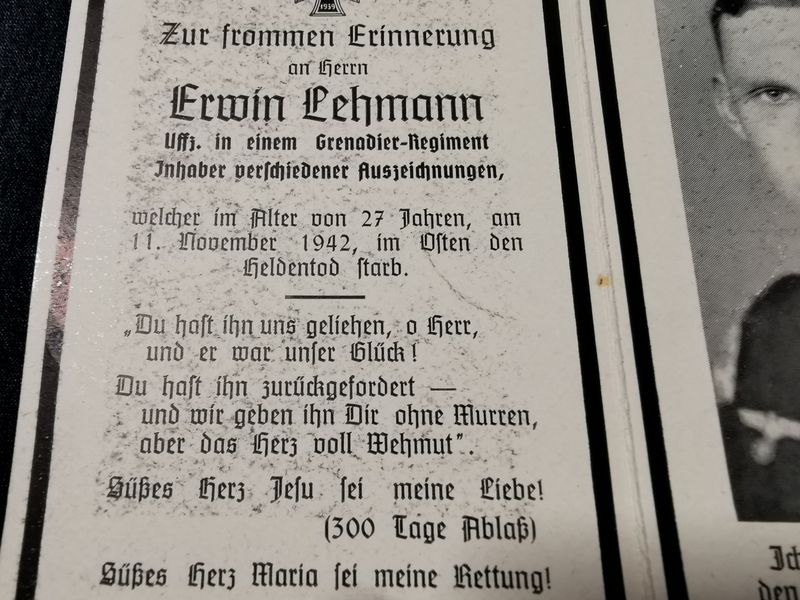 1939
Zur frommen Erinnerung
an Herrn
Erwin Lehmann
Uffz. in einem Grenadier-Regiment
Inhaber verschiedener Auszeichnungen,
welcher im Alter von 27 Jahren, am
11. November 1942, im Osten den
Heldentod starb.
„Du hast ihn uns geliehen, o Herr,
und er war unser Glück!
Du hast ihn zurückgefordert —
und wir geben ihn Dir ohne Murren,
aber das Herz voll Wehmut“.
Süßes Herz Jesu sei meine Liebe!
(300 Tage Ablaß)
Süßes Herz Maria sei meine Rettung!
den